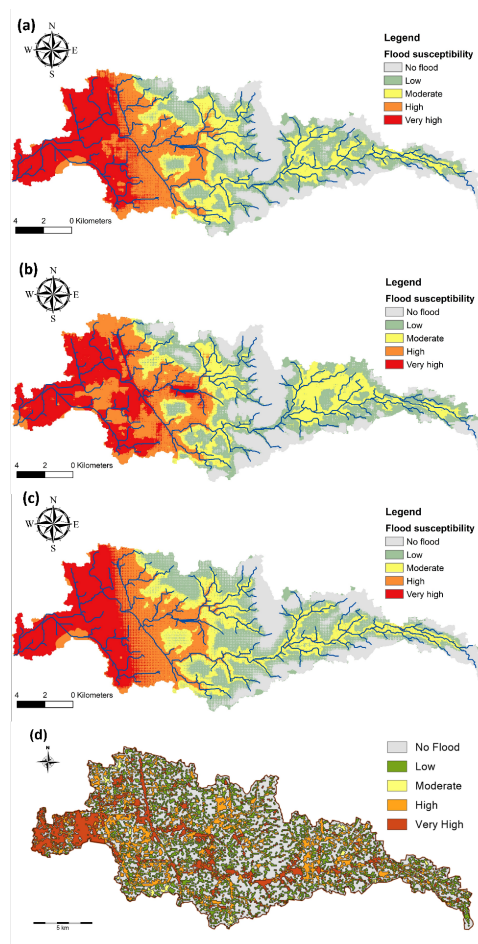 (a)
N
W E
S
4 2 0 Kilometers
Legend
Flood susceptibility
No flood
Low
Moderate
High
Very high
(b)
N
W E
S
4 2 0 Kilometers
Legend
Flood susceptibility
No flood
Low
Moderate
High
Very high
(c)
N
W E
S
4 2 0 Kilometers
Legend
Flood susceptibility
No flood
Low
Moderate
High
Very high
(d)
N
5 km
No Flood
Low
Moderate
High
Very High